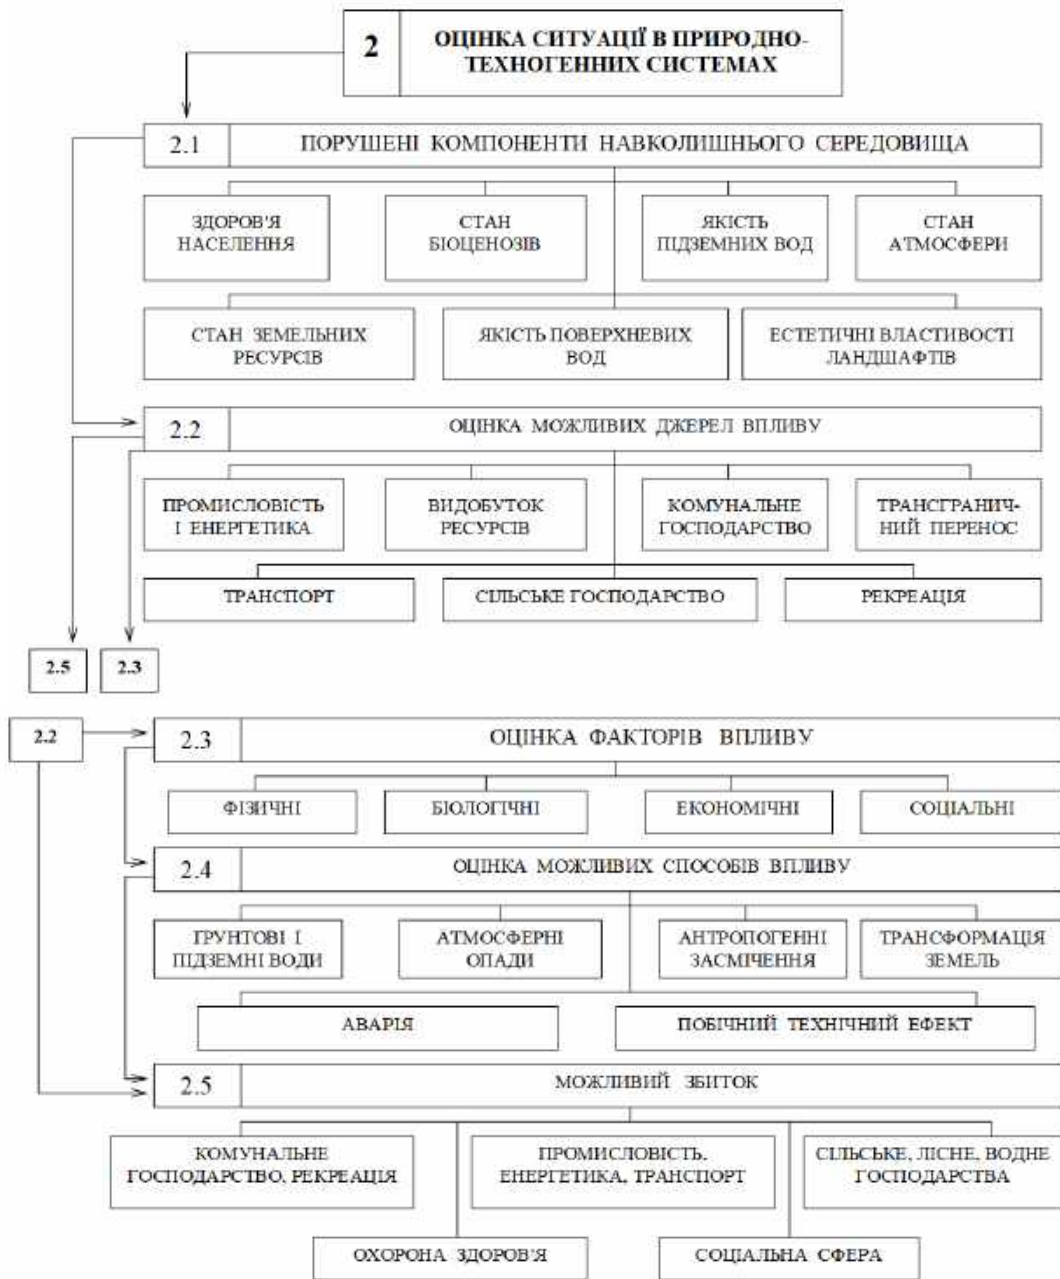 2
ОЦІНКА СИТУАЦІЇ В ПРИРОДНО-
ТЕХНОГЕННИХ СИСТЕМАХ
2.1
ПОРУШЕНІ КОМПОНЕНТИ НАВКОЛИШНЬОГО СЕРЕДОВИЩА
ЗДОРОВ'Я
НАСЕЛЕННЯ
СТАН
БІОЦЕНОЗІВ
ЯКІСТЬ
ПІДЗЕМНИХ ВОД
СТАН
АТМОСФЕРИ
СТАН ЗЕМЕЛЬНИХ
РЕСУРСІВ
ЯКІСТЬ ПОВЕРХНЕВИХ
ВОД
ЕСТЕТИЧНІ ВЛАСТИВОСТІ
ЛАНДШАФТІВ
2.2
ОЦІНКА МОЖЛИВИХ ДЖЕРЕЛ ВПЛИВУ
ПРОМИСЛОВІСТЬ
І ЕНЕРГЕТИКА
ВИДОБУТОК
РЕСУРСІВ
КОМУНАЛЬНЕ
ГОСПОДАРСТВО
ТРАНСГРАНИЧ-
НИЙ ПЕРЕНОС
ТРАНСПОРТ
СІЛЬСЬКЕ ГОСПОДАРСТВО
РЕКРЕАЦІЯ
2.5
2.3
2.2
2.3
ОЦІНКА ФАКТОРІВ ВПЛИВУ
ФІЗИЧНІ
БІОЛОГІЧНІ
ЕКОНОМІЧНІ
СОЦІАЛЬНІ
2.4
ОЦІНКА МОЖЛИВИХ СПОСОБІВ ВПЛИВУ
ГРУНТОВІ І
ПІДЗЕМНІ ВОДИ
АТМОСФЕРНІ
ОПАДИ
АНТРОПОГЕННІ
ЗАСМІЧЕННЯ
ТРАНСФОРМАЦІЯ
ЗЕМЕЛЬ
АВАРІЯ
ПОБІЧНИЙ ТЕХНІЧНИЙ ЕФЕКТ
2.5
МОЖЛИВИЙ ЗБИТОК
КОМУНАЛЬНЕ
ГОСПОДАРСТВО, РЕКРЕАЦІЯ
ПРОМИСЛОВІСТЬ,
ЕНЕРГЕТИКА, ТРАНСПОРТ
СІЛЬСЬКЕ, ЛІСНЕ, ВОДНЕ
ГОСПОДАРСТВА
ОХОРОНА ЗДОРОВ'Я
СОЦІАЛЬНА СФЕРА